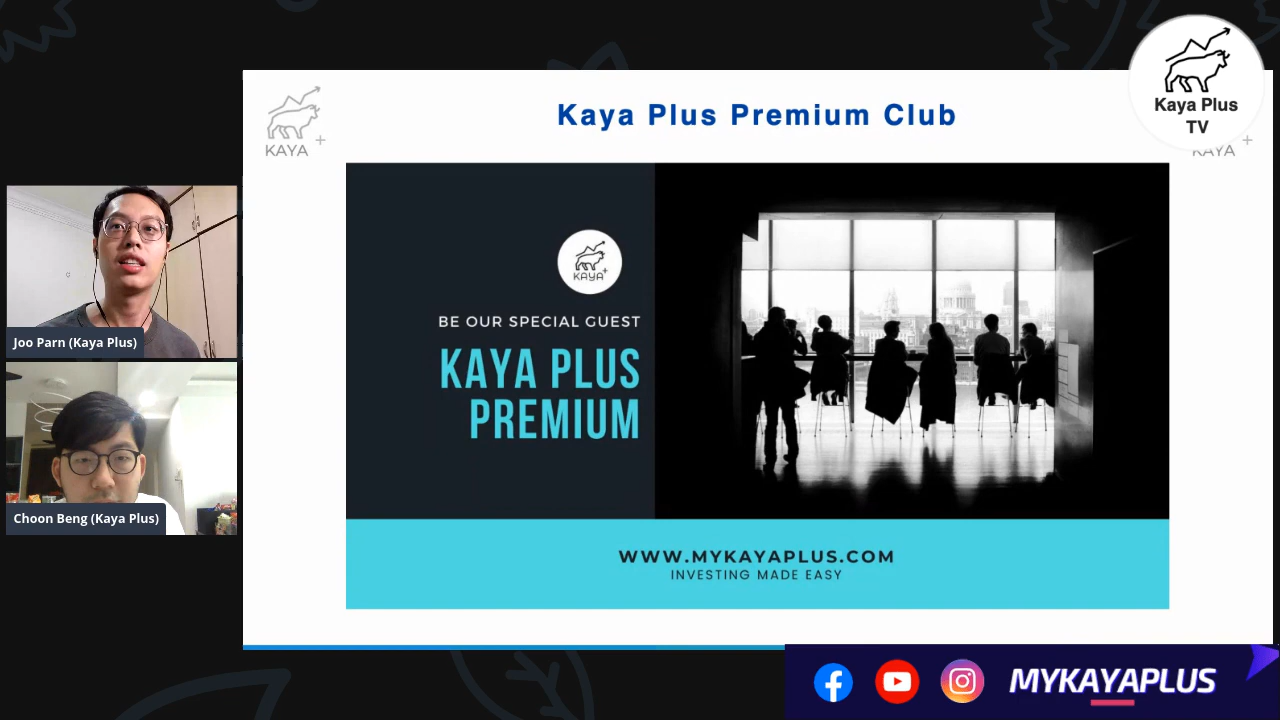 Kaya Plus
TV
KAYA
KAYA
Kaya Plus Premium Club
KAYA
BE OUR SPECIAL GUEST
KAYA PLUS
PREMIUM
WWW.MYKAYAPLUS.COM
INVESTING MADE EASY
Joo Parn (Kaya Plus)
Choon Beng (Kaya Plus)
MYKAYAPLUS